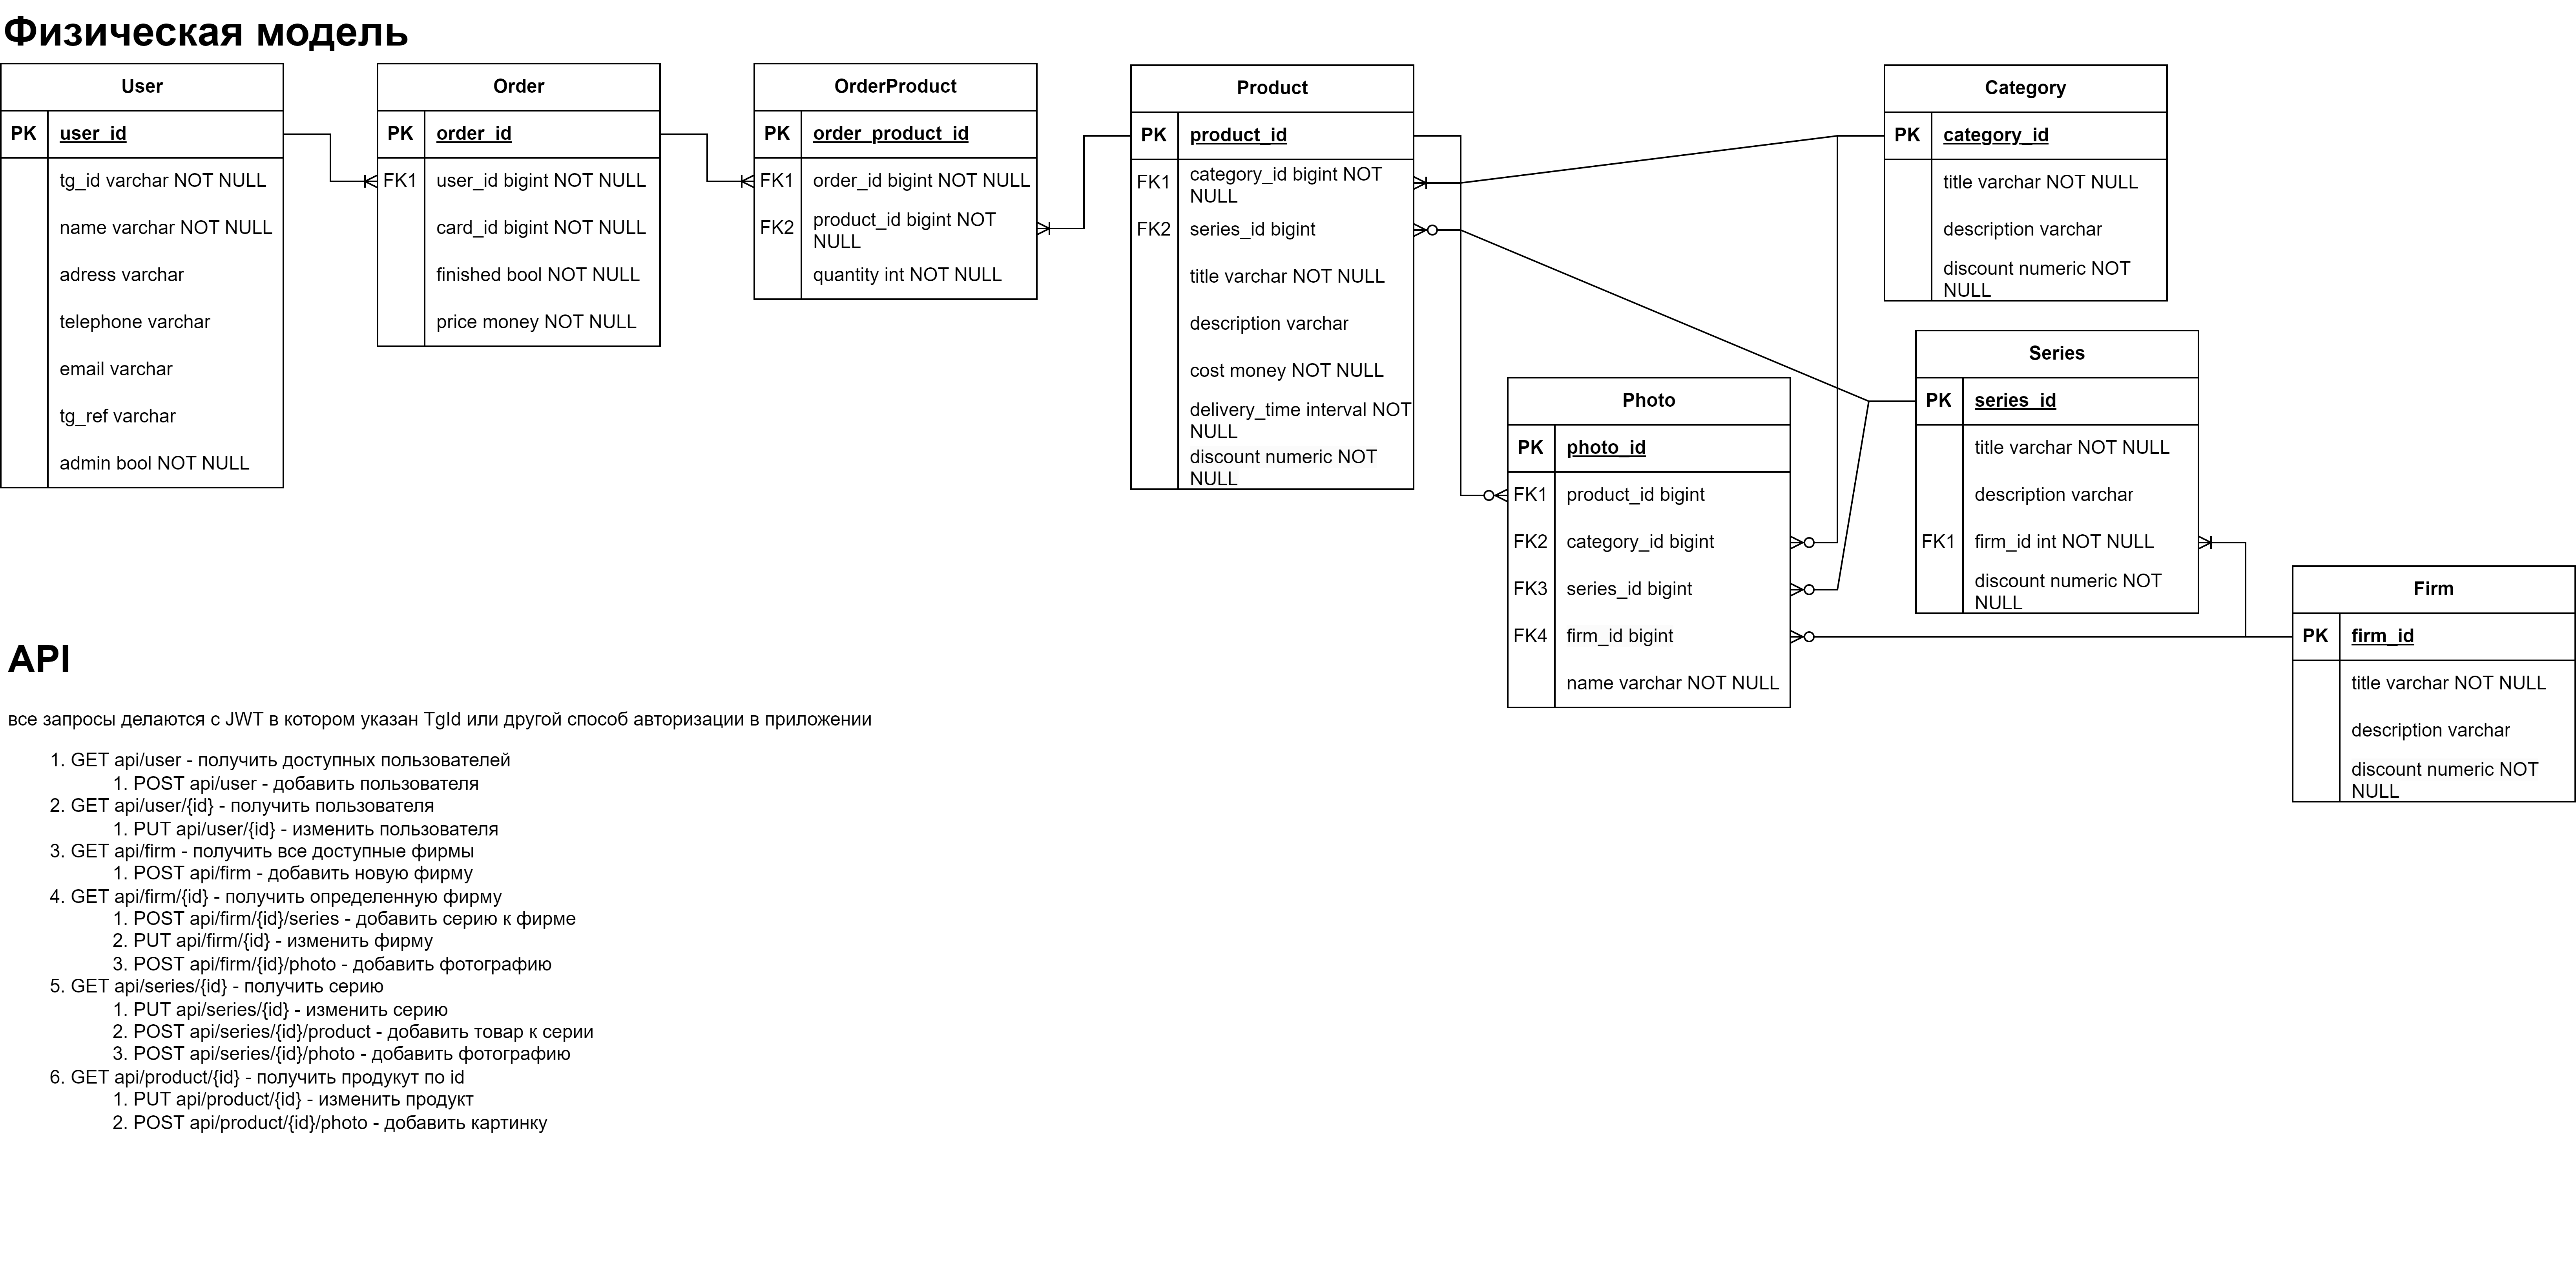 Физическая модель
User
PK user_id
tg_id varchar NOT NULL
name varchar NOT NULL
adress varchar
telephone varchar
email varchar
tg_ref varchar
admin bool NOT NULL
Order
PK order_id
FK1 user_id bigint NOT NULL
card_id bigint NOT NULL
finished bool NOT NULL
price money NOT NULL
OrderProduct
PK order_product_id
FK1 order_id bigint NOT NULL
FK2 product_id bigint NOT
NULL
quantity int NOT NULL
Product
PK product_id
FK1 category_id bigint NOT
NULL
FK2 series_id bigint
title varchar NOT NULL
description varchar
cost money NOT NULL
delivery_time interval NOT
NULL
discount numeric NOT
NULL
Category
PK category_id
title varchar NOT NULL
description varchar
discount numeric NOT
NULL
Photo
PK photo_id
FK1 product_id bigint
FK2 category_id bigint
FK3 series_id bigint
FK4 firm_id bigint
name varchar NOT NULL
Series
PK series_id
title varchar NOT NULL
description varchar
FK1 firm_id int NOT NULL
discount numeric NOT
NULL
Firm
PK firm_id
title varchar NOT NULL
description varchar
discount numeric NOT
NULL
API
все запросы делаются с JWT в котором указан TgId или другой способ авторизации в приложении
1. GET api/user - получить доступных пользователей
1. POST api/user - добавить пользователя
2. GET api/user/{id} - получить пользователя
1. PUT api/user/{id} - изменить пользователя
3. GET api/firm - получить все доступные фирмы
1. POST api/firm - добавить новую фирму
4. GET api/firm/{id} - получить определенную фирму
1. POST api/firm/{id}/series - добавить серию к фирме
2. PUT api/firm/{id} - изменить фирму
3. POST api/firm/{id}/photo - добавить фотографию
5. GET api/series/{id} - получить серию
1. PUT api/series/{id} - изменить серию
2. POST api/series/{id}/product - добавить товар к серии
3. POST api/series/{id}/photo - добавить фотографию
6. GET api/product/{id} - получить продукут по id
1. PUT api/product/{id} - изменить продукт
2. POST api/product/{id}/photo - добавить картинку